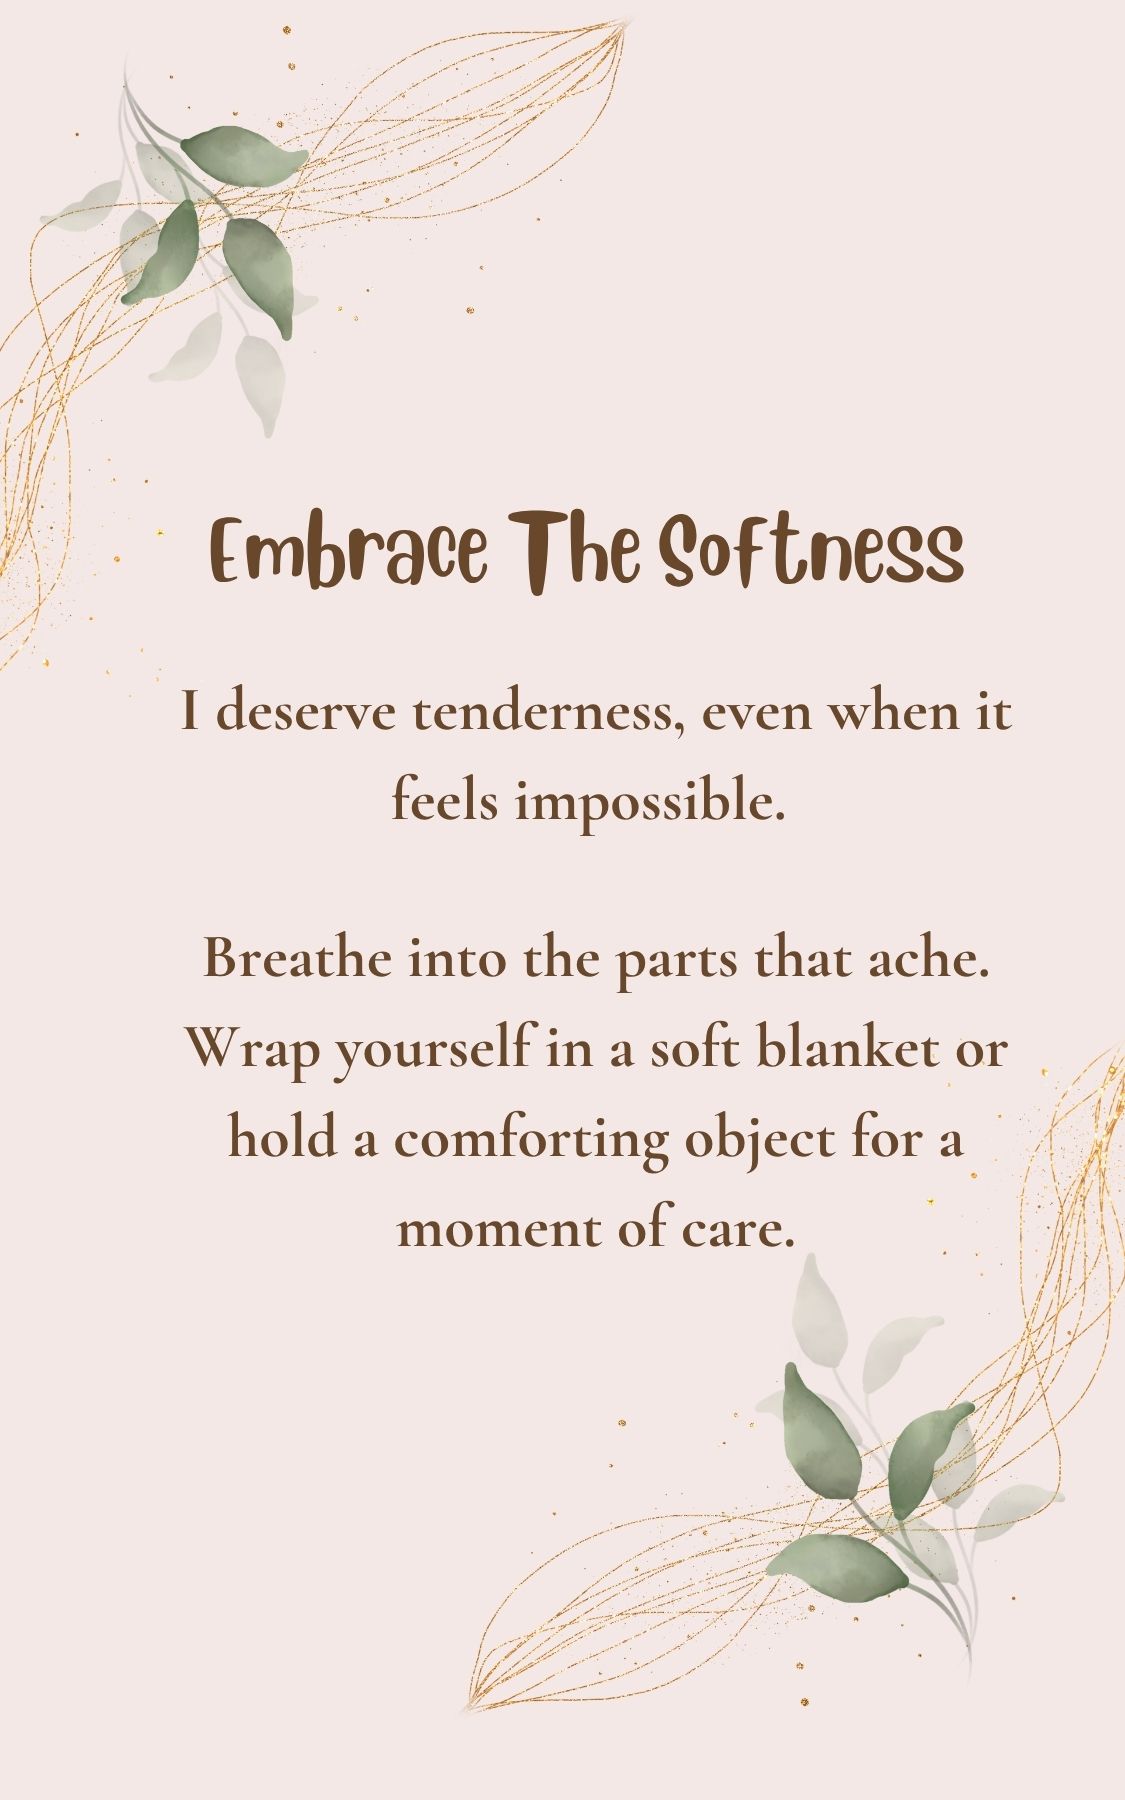 Embrace The Softness
I deserve tenderness, even when it
feels impossible.
Breathe into the parts that ache.
Wrap yourself in a soft blanket or
hold a comforting object for a
moment of care.